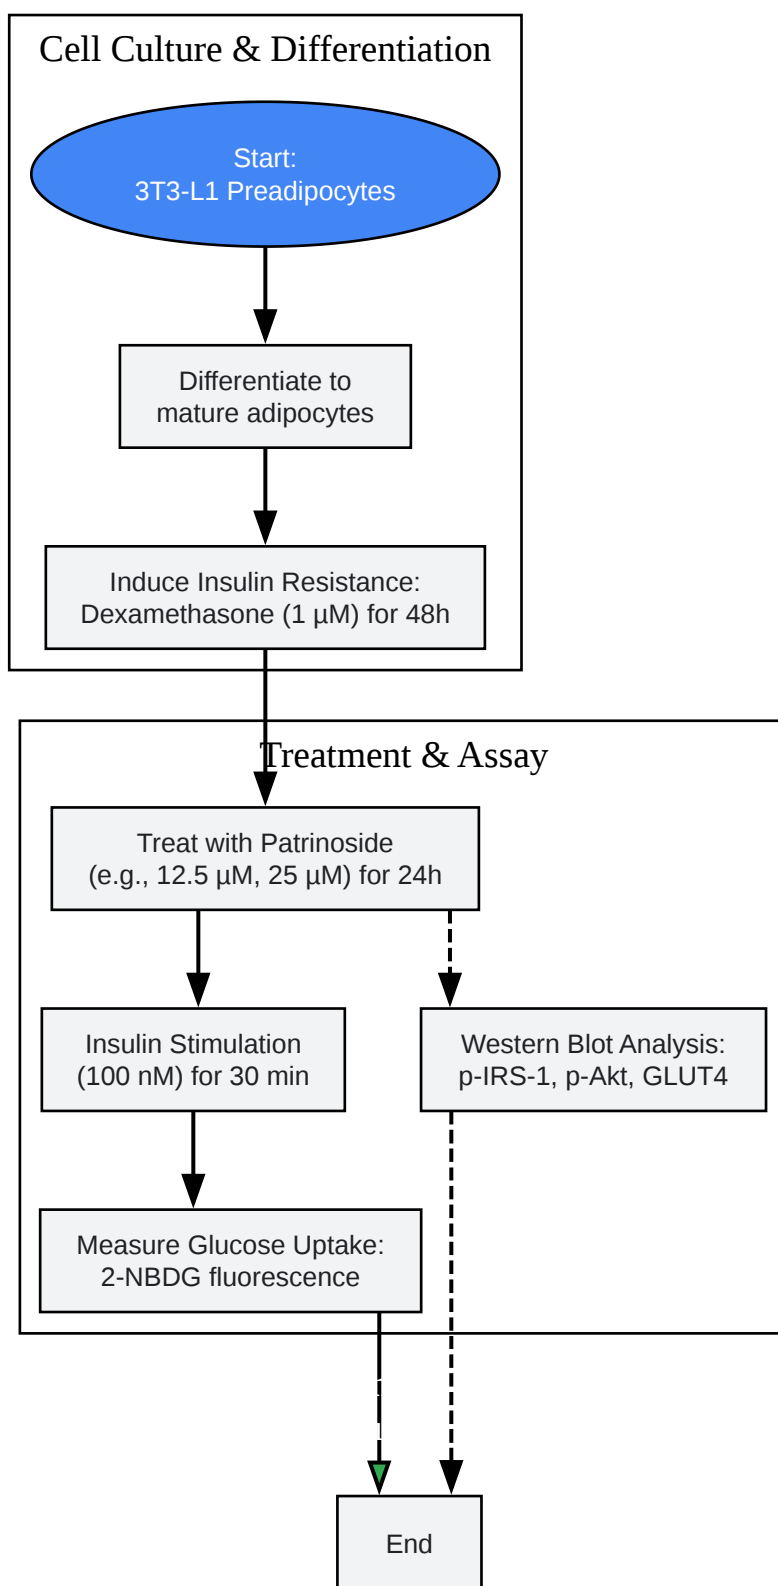 Cell Culture & Differentiation
Start:
3T3-L1 Preadipocytes
Differentiate to
mature adipocytes
Induce Insulin Resistance:
Dexamethasone (1 µM) for 48h
Treatment & Assay
Treat with Patrinoside
(e.g., 12.5 µM, 25 µM) for 24h
Insulin Stimulation
(100 nM) for 30 min
Western Blot Analysis:
p-IRS-1, p-Akt, GLUT4
Measure Glucose Uptake:
2-NBDG fluorescence
End